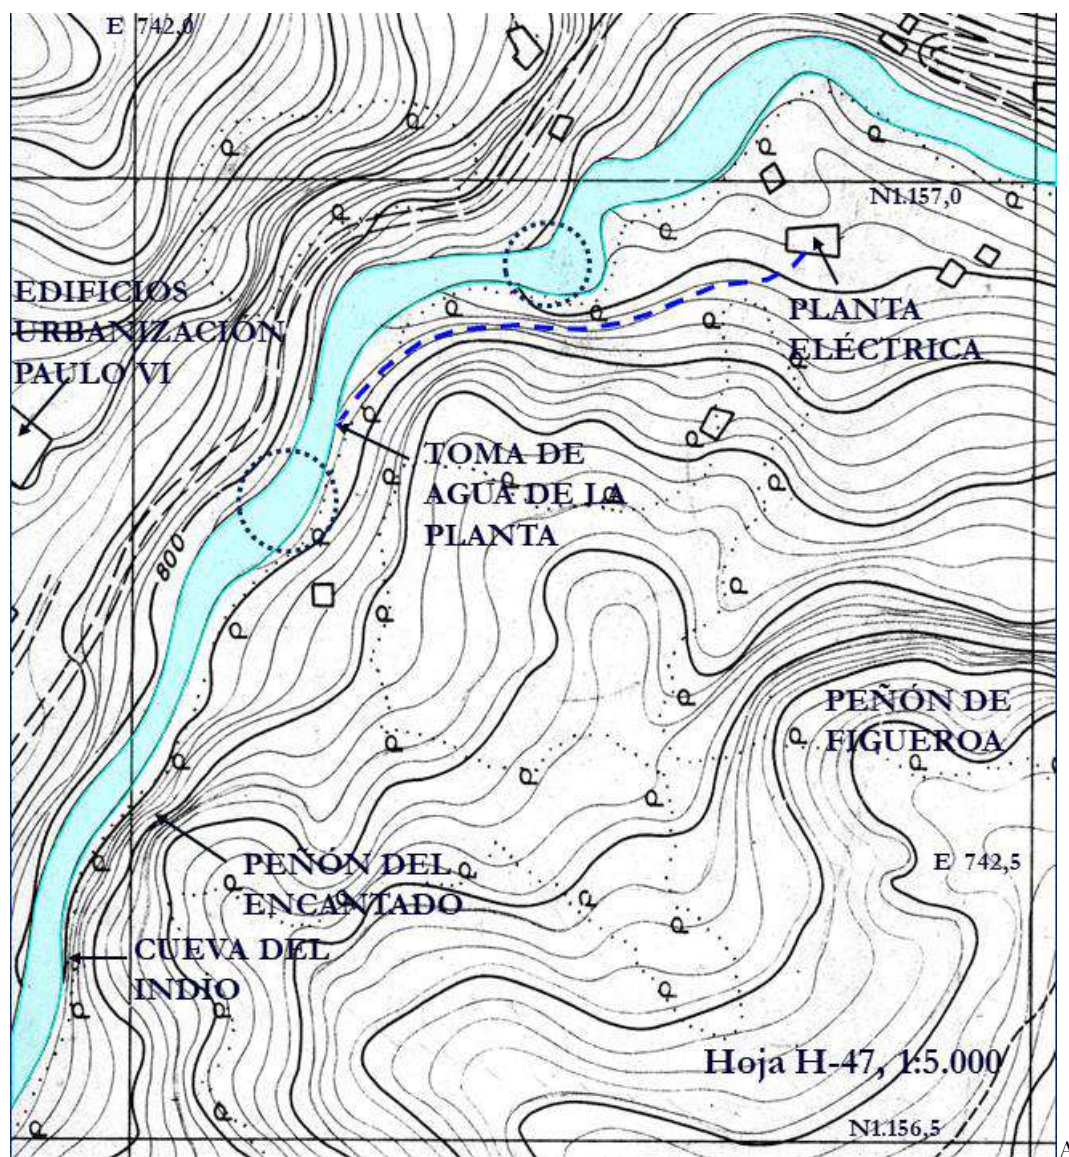 E 742,0
N1.157,0
EDIFICIOS
URBANIZACIÓN
PAULO VI
PLANTA
ELÉCTRICA
TOMA DE
AGUA DE LA
PLANTA
800
PEÑÓN DE
FIGUEROA
E 742,5
PEÑÓN DEL
ENCANTADO
CUEVA DEL
INDIO
Hoja H-47, 1:5.000
N1.156,5
A